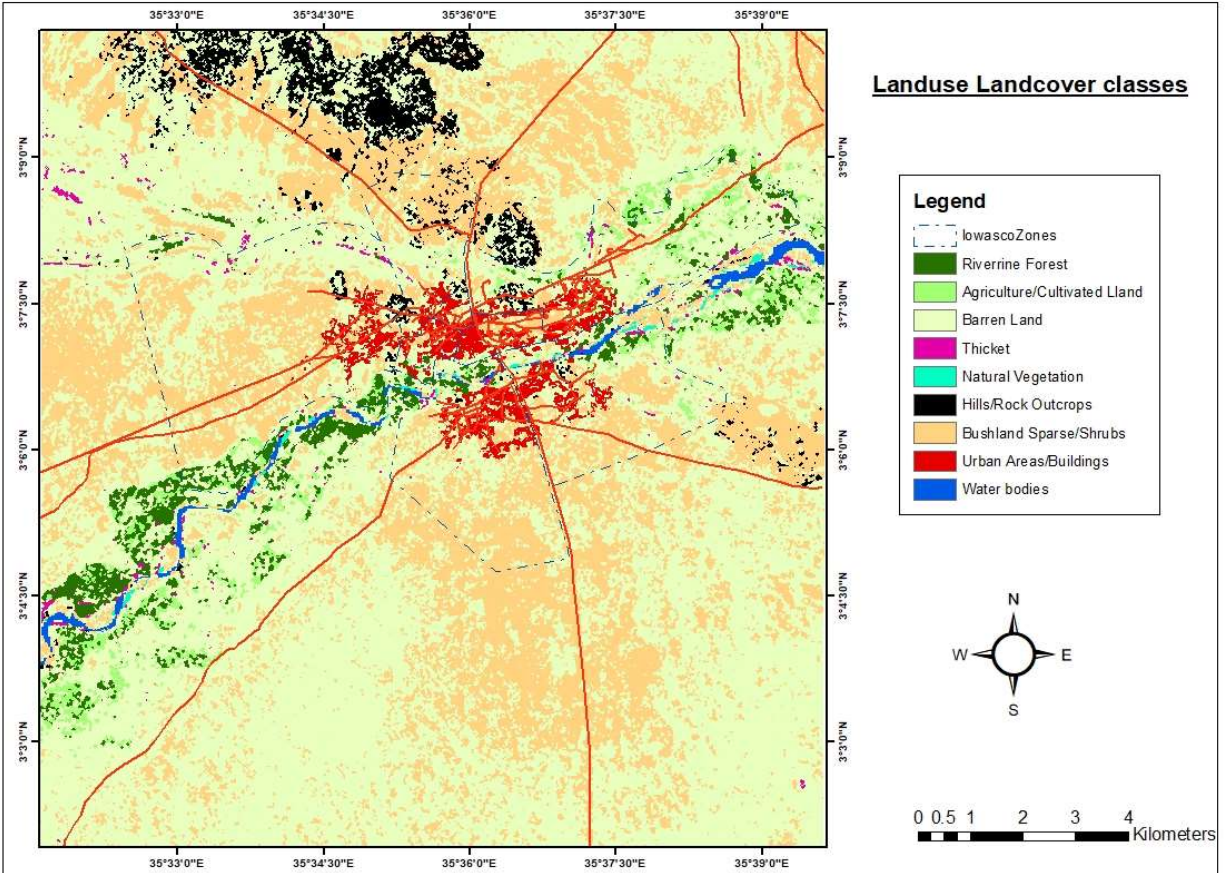 35°33'0"E 35°34'30"E 35°36'0"E 35°37'30"E 35°39'0"E
Landuse Landcover classes
3°9'0"N
3°9'0"N
Legend
lowascoZones
Riverrine Forest
Agriculture/Cultivated Lland
Barren Land
Thicket
Natural Vegetation
Hills/Rock Outcrops
Bushland Sparse/Shrubs
Urban Areas/Buildings
Water bodies
3°7'30"N
3°7'30"N
3°6'0"N
3°6'0"N
3°4'30"N
3°4'30"N
N
W E
S
3°3'0"N
3°3'0"N
0 0.5 1 2 3 4
Kilometers
35°33'0"E 35°34'30"E 35°36'0"E 35°37'30"E 35°39'0"E